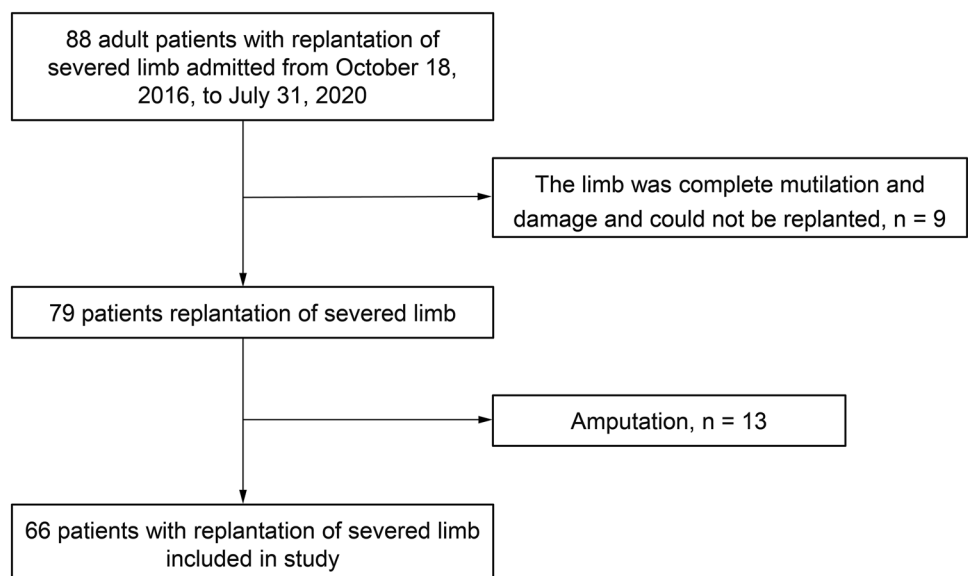 88 adult patients with replantation of
severed limb admitted from October 18,
2016, to July 31, 2020
The limb was complete mutilation and
damage and could not be replanted, n = 9
79 patients replantation of severed limb
Amputation, n = 13
66 patients with replantation of severed limb
included in study